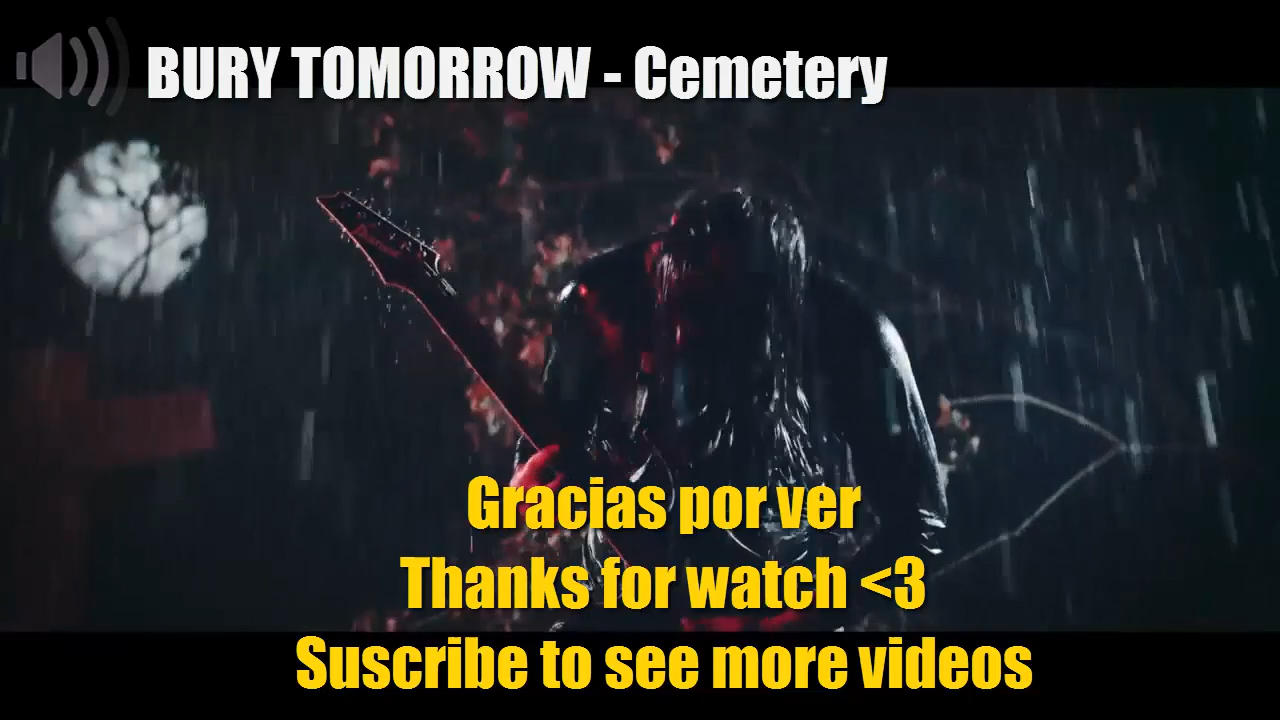 BURY TOMORROW - Cemetery
Gracias por ver
Thanks for watch <3
Suscribe to see more videos